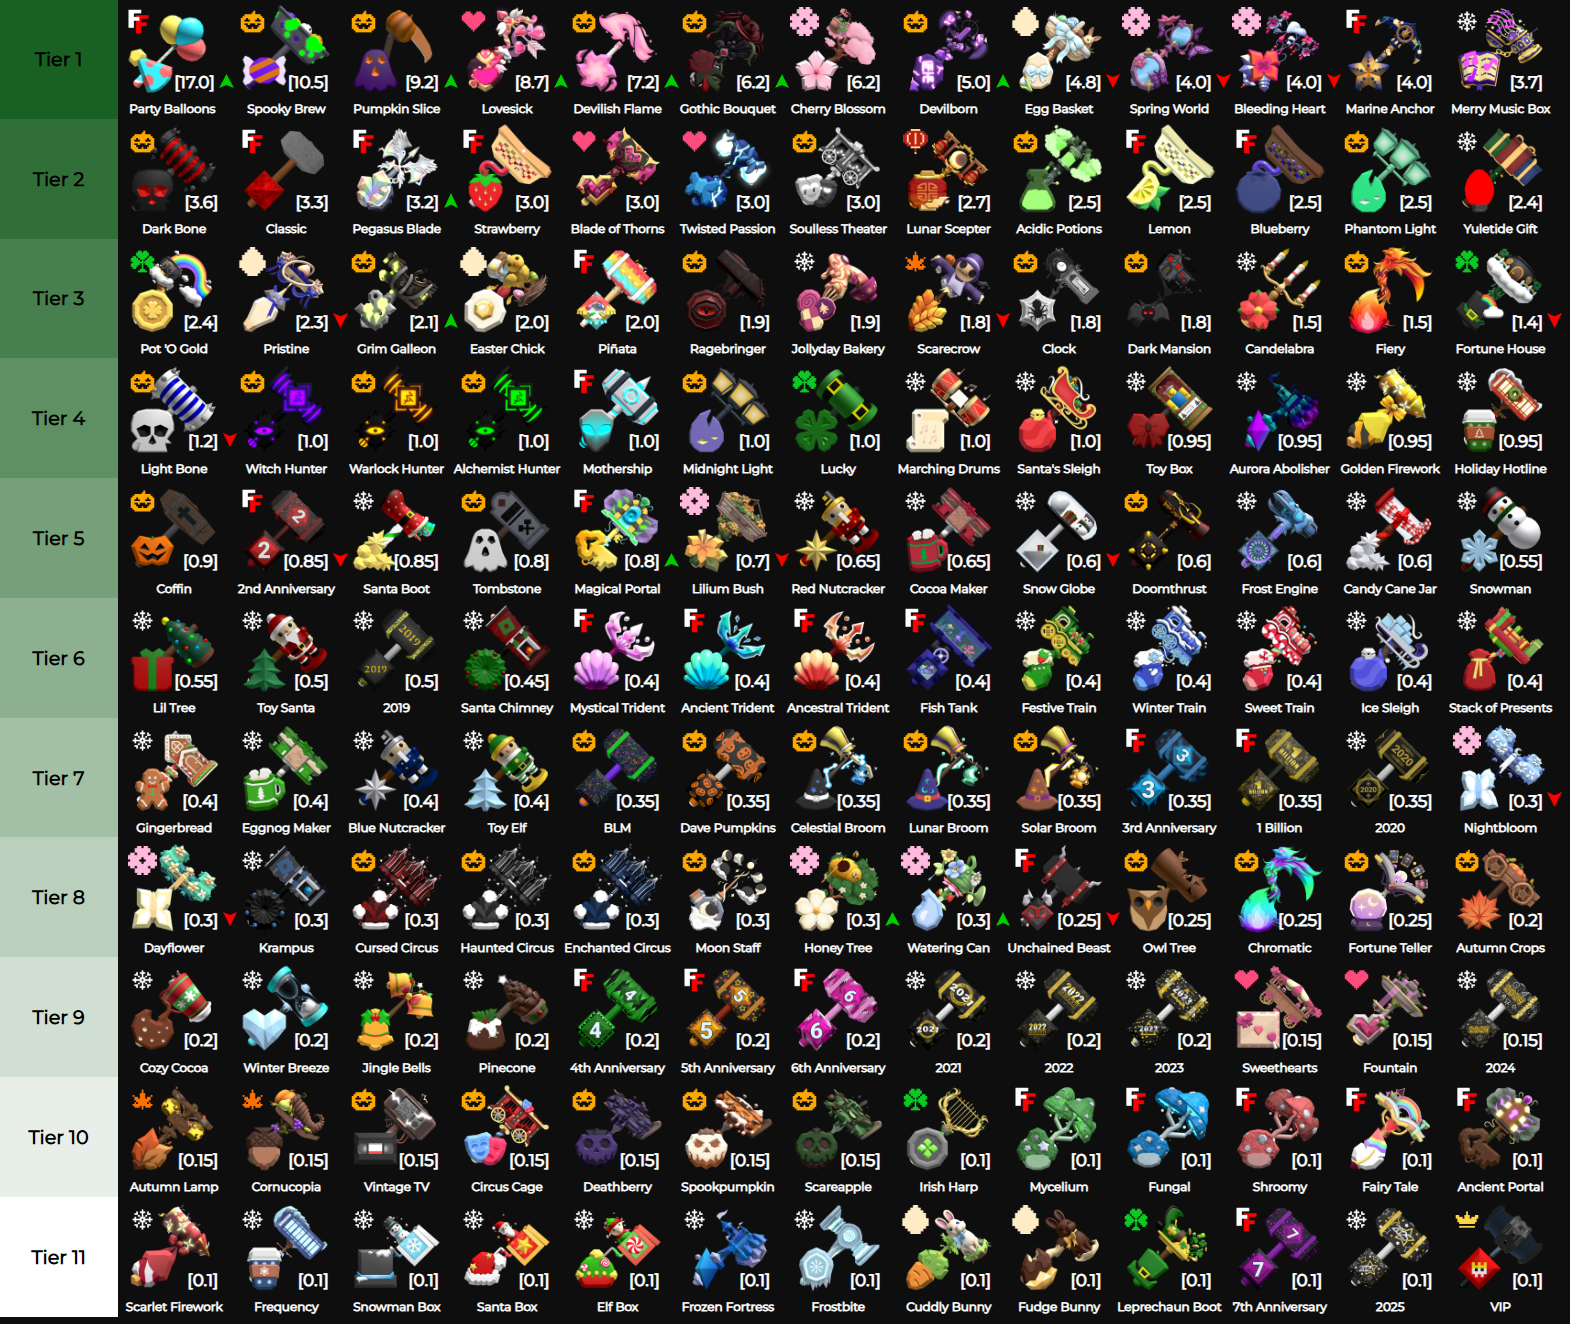 Tier 1
[17.0] [10.5] [9.2] [8.7] [7.2] [6.2] [6.2] [5.0] [4.8] [4.0] [4.0] [4.0] [3.7]
Party Balloons Spooky Brew Pumpkin Slice Lovesick Devilish Flame Gothic Bouquet Cherry Blossom Devilborn Egg Basket Spring World Bleeding Heart Marine Anchor Merry Music Box
Tier 2
[3.6] [3.3] [3.2] [3.0] [3.0] [3.0] [3.0] [2.7] [2.5] [2.5] [2.5] [2.5] [2.4]
Dark Bone Classic Pegasus Blade Strawberry Blade of Thorns Twisted Passion Soulless Theater Lunar Scepter Acidic Potions Lemon Blueberry Phantom Light Yuletide Gift
Tier 3
[2.4] [2.3] [2.1] [2.0] [2.0] [1.9] [1.9] [1.8] [1.8] [1.8] [1.5] [1.5] [1.4]
Pot 'O Gold Pristine Grim Galleon Easter Chick Piñata Ragebringer Jollyday Bakery Scarecrow Clock Dark Mansion Candelabra Fiery Fortune House
Tier 4
[1.2] [1.0] [1.0] [1.0] [1.0] [1.0] [1.0] [1.0] [1.0] [0.95] [0.95] [0.95] [0.95]
Light Bone Witch Hunter Warlock Hunter Alchemist Hunter Mothership Midnight Light Lucky Marching Drums Santa's Sleigh Toy Box Aurora Abolisher Golden Firework Holiday Hotline
Tier 5
[0.9] [0.85] [0.85] [0.8] [0.8] [0.7] [0.65] [0.65] [0.6] [0.6] [0.6] [0.6] [0.55]
Coffin 2nd Anniversary Santa Boot Tombstone Magical Portal Lilium Bush Red Nutcracker Cocoa Maker Snow Globe Doomthrust Frost Engine Candy Cane Jar Snowman
Tier 6
[0.55] [0.5] [0.5] [0.45] [0.4] [0.4] [0.4] [0.4] [0.4] [0.4] [0.4] [0.4] [0.4]
Lil Tree Toy Santa 2019 Santa Chimney Mystical Trident Ancient Trident Ancestral Trident Fish Tank Festive Train Winter Train Sweet Train Ice Sleigh Stack of Presents
Tier 7
[0.4] [0.4] [0.4] [0.4] [0.35] [0.35] [0.35] [0.35] [0.35] [0.35] [0.35] [0.35] [0.3]
Gingerbread Eggnog Maker Blue Nutcracker Toy Elf BLM Dave Pumpkins Celestial Broom Lunar Broom Solar Broom 3rd Anniversary 1 Billion 2020 Nightbloom
Tier 8
[0.3] [0.3] [0.3] [0.3] [0.3] [0.3] [0.3] [0.3] [0.25] [0.25] [0.25] [0.25] [0.2]
Dayflower Krampus Cursed Circus Haunted Circus Enchanted Circus Moon Staff Honey Tree Watering Can Unchained Beast Owl Tree Chromatic Fortune Teller Autumn Crops
Tier 9
[0.2] [0.2] [0.2] [0.2] [0.2] [0.2] [0.2] [0.2] [0.2] [0.2] [0.15] [0.15] [0.15]
Cozy Cocoa Winter Breeze Jingle Bells Pinecone 4th Anniversary 5th Anniversary 6th Anniversary 2021 2022 2023 Sweethearts Fountain 2024
Tier 10
[0.15] [0.15] [0.15] [0.15] [0.15] [0.15] [0.15] [0.1] [0.1] [0.1] [0.1] [0.1] [0.1]
Autumn Lamp Cornucopia Vintage TV Circus Cage Deathberry Spookpumpkin Scareapple Irish Harp Mycelium Fungal Shroomy Fairy Tale Ancient Portal
Tier 11
[0.1] [0.1] [0.1] [0.1] [0.1] [0.1] [0.1] [0.1] [0.1] [0.1] [0.1] [0.1] [0.1]
Scarlet Firework Frequency Snowman Box Santa Box Elf Box Frozen Fortress Frostbite Cuddly Bunny Fudge Bunny Leprechaun Boot 7th Anniversary 2025 VIP